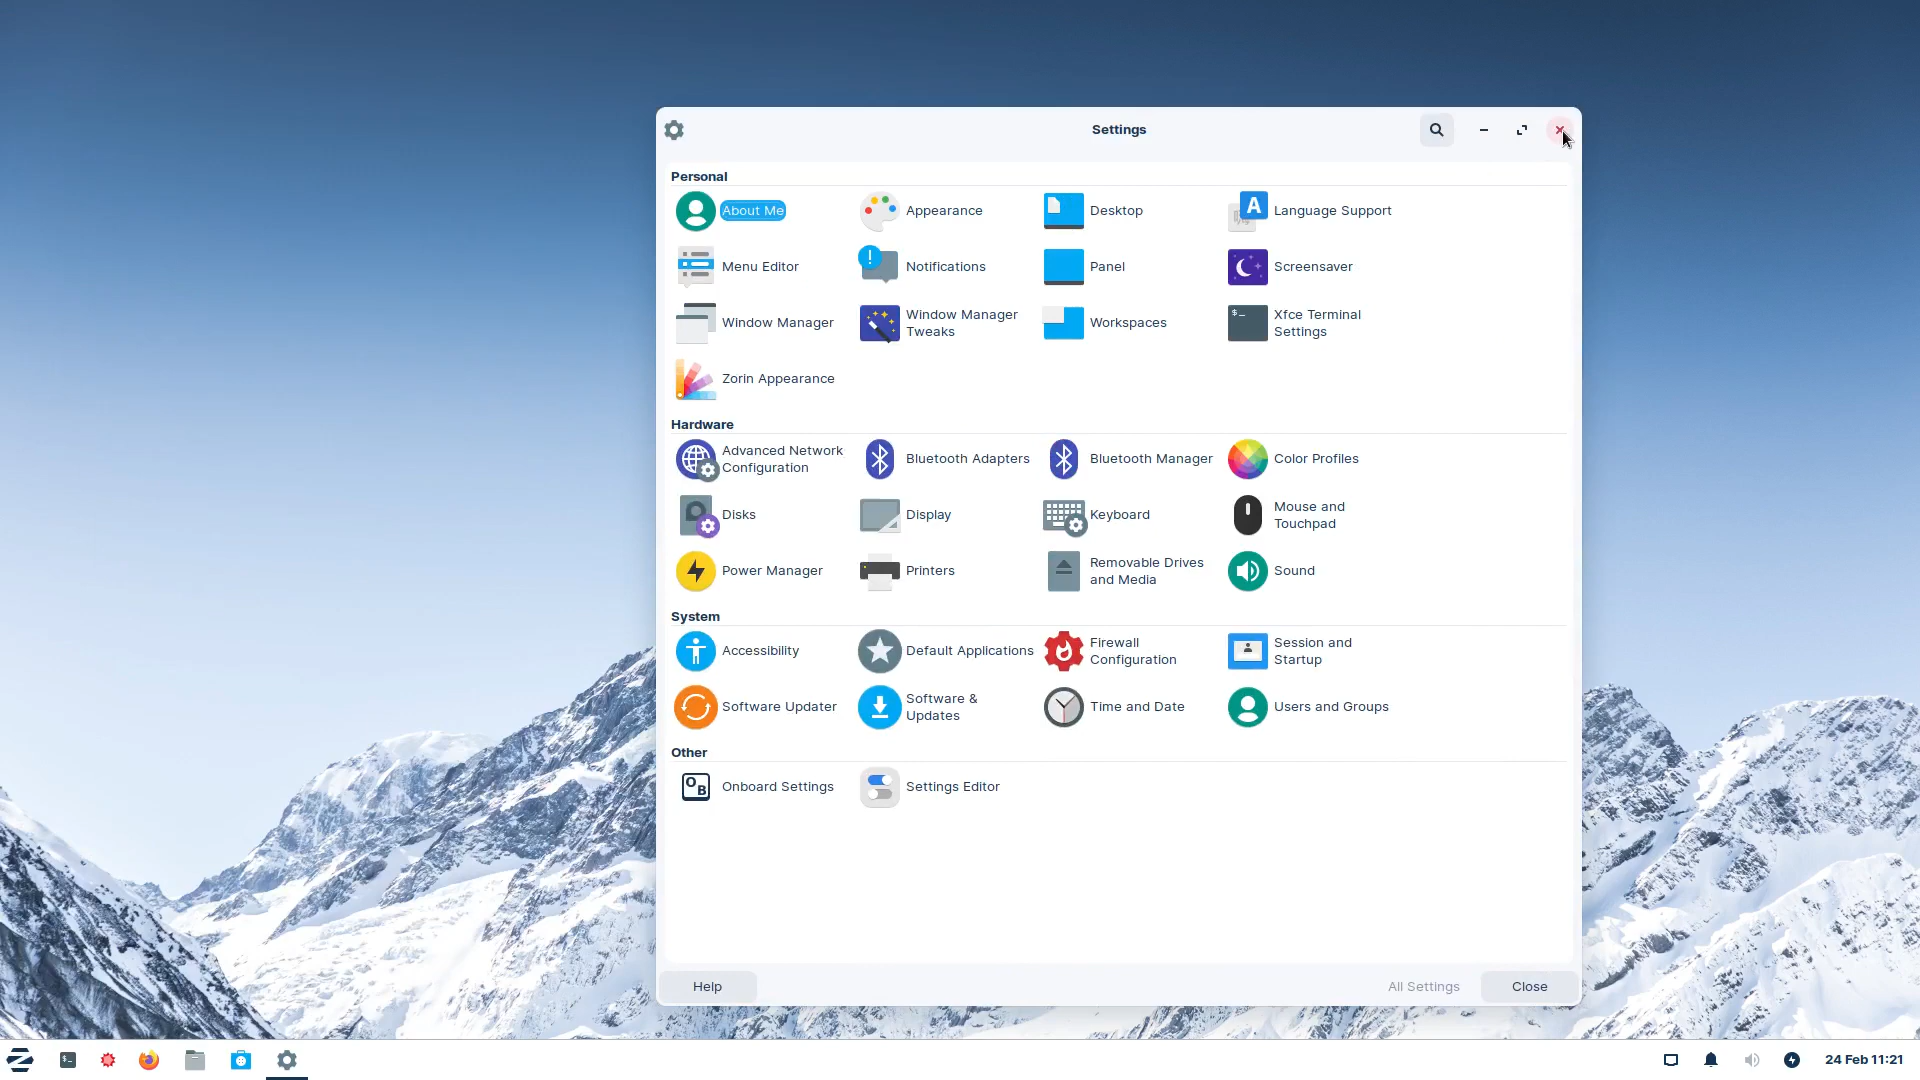 Settings
Personal
About Me
Appearance
Desktop
A
Language Support
Menu Editor
!
Notifications
Panel
Screensaver
Window Manager
Window Manager
Tweaks
Workspaces
$_
Xfce Terminal
Settings
Zorin Appearance
Hardware
Advanced Network
Configuration
Bluetooth Adapters
Bluetooth Manager
Color Profiles
Disks
Display
Keyboard
Mouse and
Touchpad
Power Manager
Printers
Removable Drives
and Media
Sound
System
Accessibility
Default Applications
Firewall
Configuration
Session and
Startup
Software Updater
Software &
Updates
Time and Date
Users and Groups
Other
OB
Onboard Settings
Settings Editor
Help
All Settings
Close
24 Feb 11:21